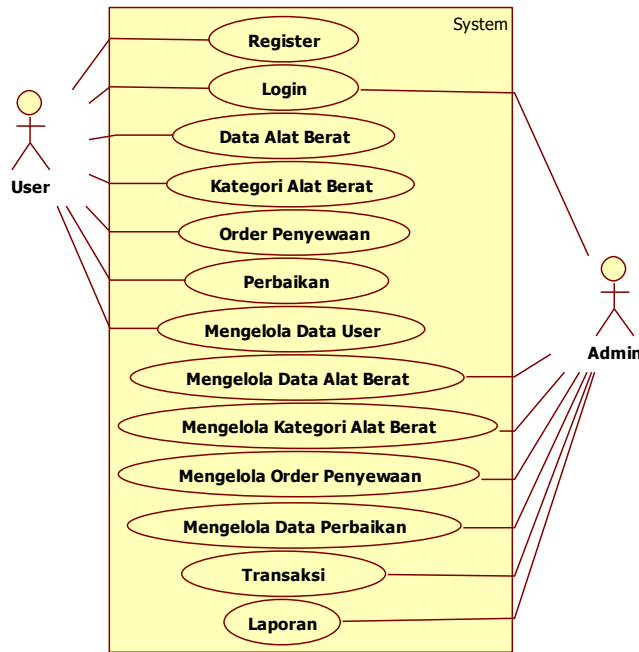 System
Register
Login
Data Alat Berat
User
Kategori Alat Berat
Order Penyewaan
Perbaikan
Mengelola Data User
Admin
Mengelola Data Alat Berat
Mengelola Kategori Alat Berat
Mengelola Order Penyewaan
Mengelola Data Perbaikan
Transaksi
Laporan